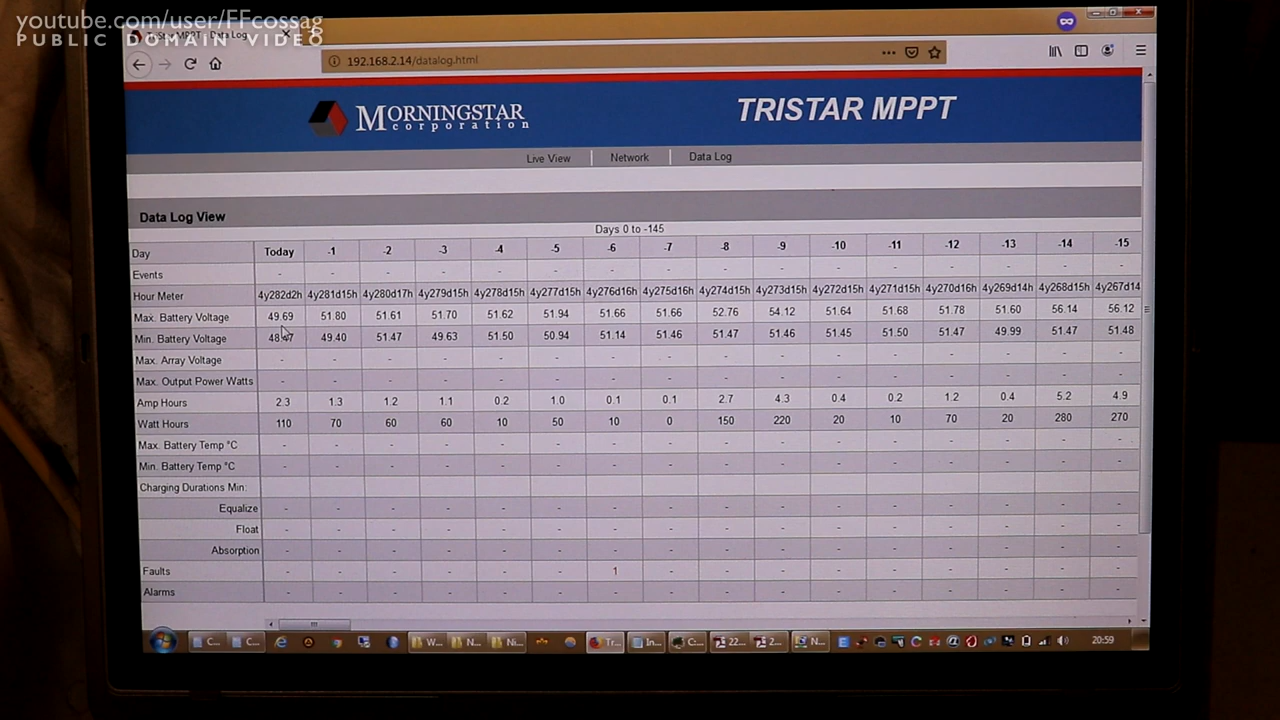 youtube.com/user/FFcossag
PUBLIC DOMAIN VIDEO
192.168.2.14/datalog.html
MORNINGSTAR corporation TRISTAR MPPT
Live View Network Data Log
Data Log View
Days 0 to -145
Day Today -1 -2 -3 -4 -5 -6 -7 -8 -9 -10 -11 -12 -13 -14 -15
Events - - - - - - - - - - - - - - - -
Hour Meter 4y282d2h 4y281d15h 4y280d17h 4y279d15h 4y278d15h 4y277d15h 4y276d16h 4y275d16h 4y274d15h 4y273d15h 4y272d15h 4y271d15h 4y270d16h 4y269d14h 4y268d15h 4y267d14
Max. Battery Voltage 49.69 51.80 51.61 51.70 51.62 51.94 51.66 51.66 52.76 54.12 51.64 51.68 51.78 51.60 56.14 56.12
Min. Battery Voltage 49.40 51.47 49.63 51.50 50.94 51.14 51.46 51.47 51.46 51.45 51.50 51.47 49.99 51.47 51.48
Max. Array Voltage - - - - - - - - - - - - - - - -
Max. Output Power Watts - - - - - - - - - - - - - - - -
Amp Hours 2.3 1.3 1.2 1.1 0.2 1.0 0.1 0.1 2.7 4.3 0.4 0.2 1.2 0.4 5.2 4.9
Watt Hours 110 70 60 60 10 50 10 0 150 220 20 10 70 20 280 270
Max. Battery Temp °C - - - - - - - - - - - - - - - -
Min. Battery Temp °C - - - - - - - - - - - - - - - -
Charging Durations Min:
Equalize - - - - - - - - - - - - - - - -
Float - - - - - - - - - - - - - - - -
Absorption - - - - - - - - - - - - - - - -
Faults - - - - - - 1 - - - - - - - - -
Alarms - - - - - - - - - - - - - - - -
C... C... W... N... Ni... Tr... In... C:... 22... 2... N... 20:59